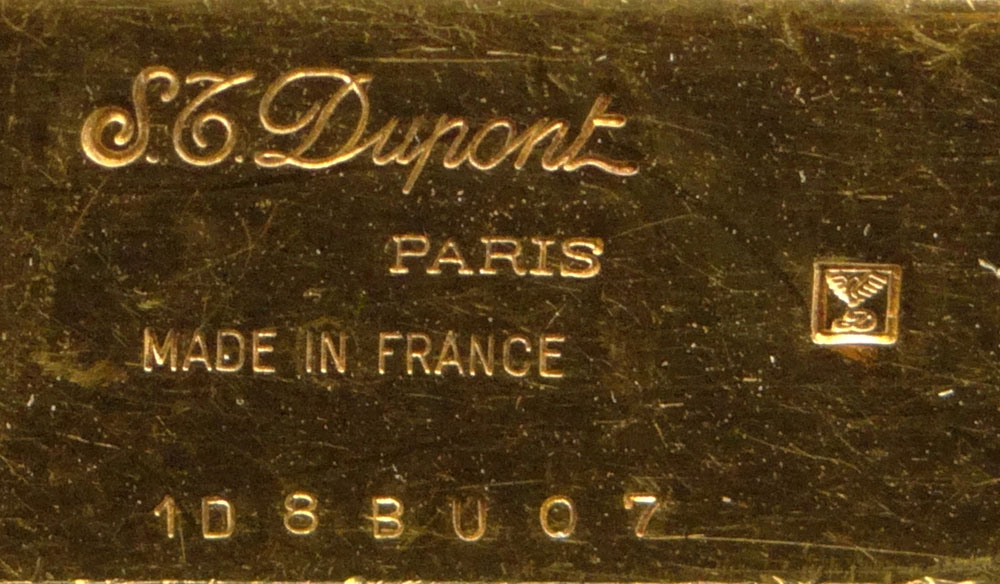 S.T. Dupont
PARIS
MADE IN FRANCE
1D8BUO7